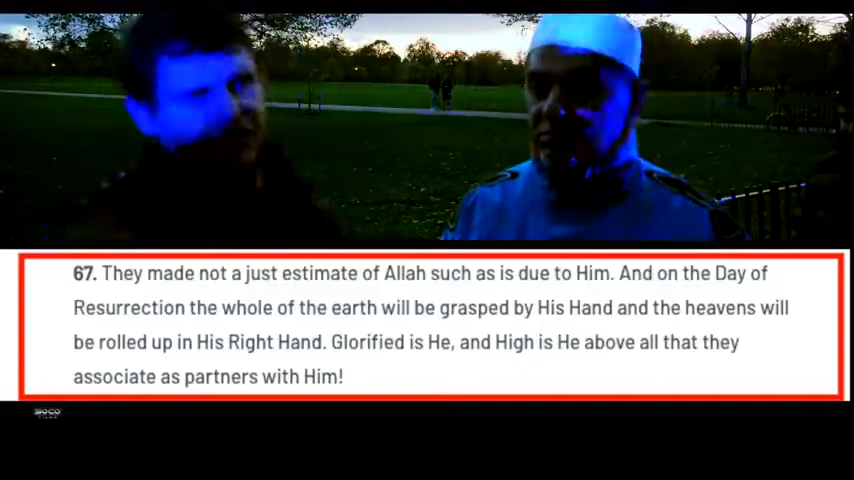 67. They made not a just estimate of Allah such as is due to Him. And on the Day of
Resurrection the whole of the earth will be grasped by His Hand and the heavens will
be rolled up in His Right Hand. Glorified is He, and High is He above all that they
associate as partners with Him!
SOCO
FILMS